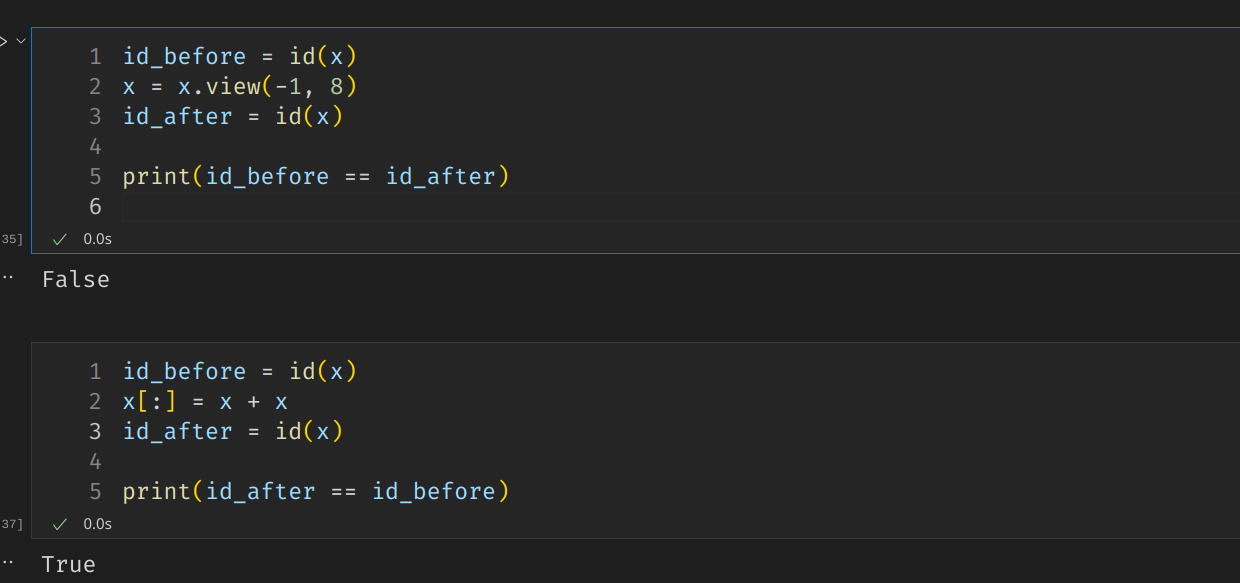 1 id_before = id(x)
2 x = x.view(-1, 8)
3 id_after = id(x)
4
5 print(id_before == id_after)
6
35] 0.0s
False
1 id_before = id(x)
2 x[:] = x + x
3 id_after = id(x)
4
5 print(id_after == id_before)
37] 0.0s
True